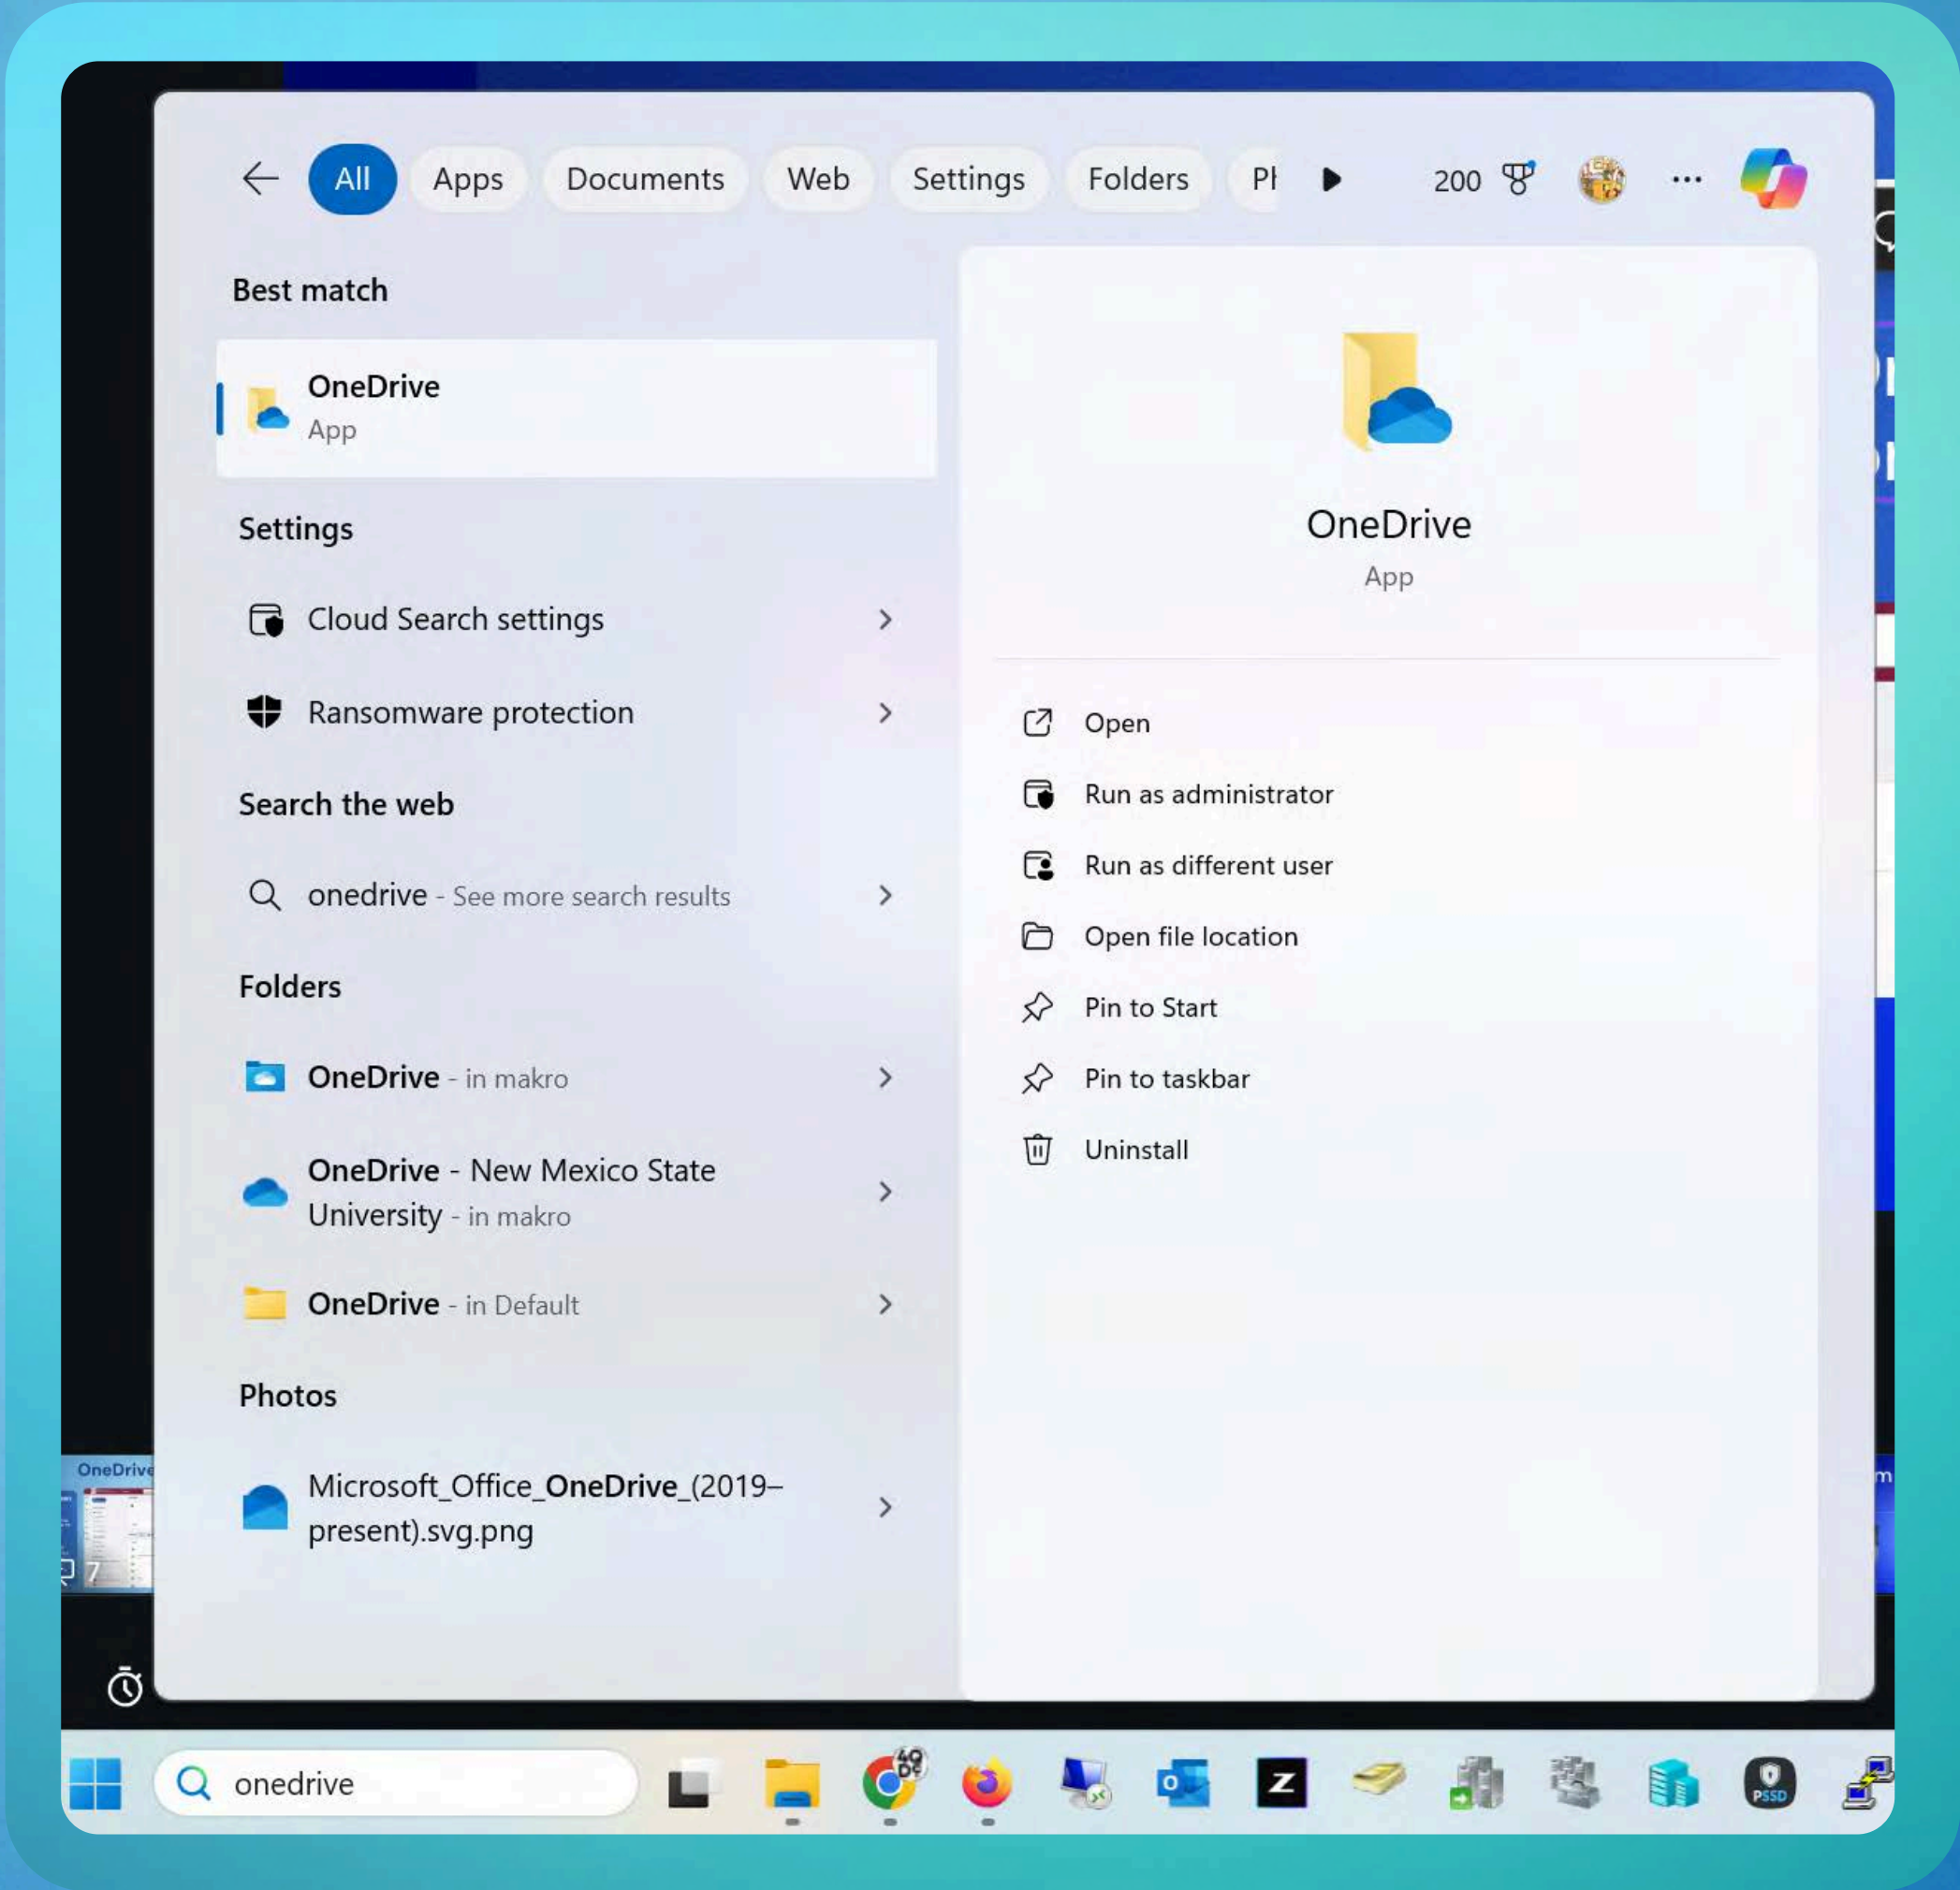 All Apps Documents Web Settings Folders 200
Best match
OneDrive
App
Settings
Cloud Search settings
Ransomware protection
Search the web
onedrive - See more search results
Folders
OneDrive - in makro
OneDrive - New Mexico State
University - in makro
OneDrive - in Default
Photos
Microsoft_Office_OneDrive_(2019–
present).svg.png
OneDrive
App
Open
Run as administrator
Run as different user
Open file location
Pin to Start
Pin to taskbar
Uninstall
OneDrive
7
onedrive
PSSD